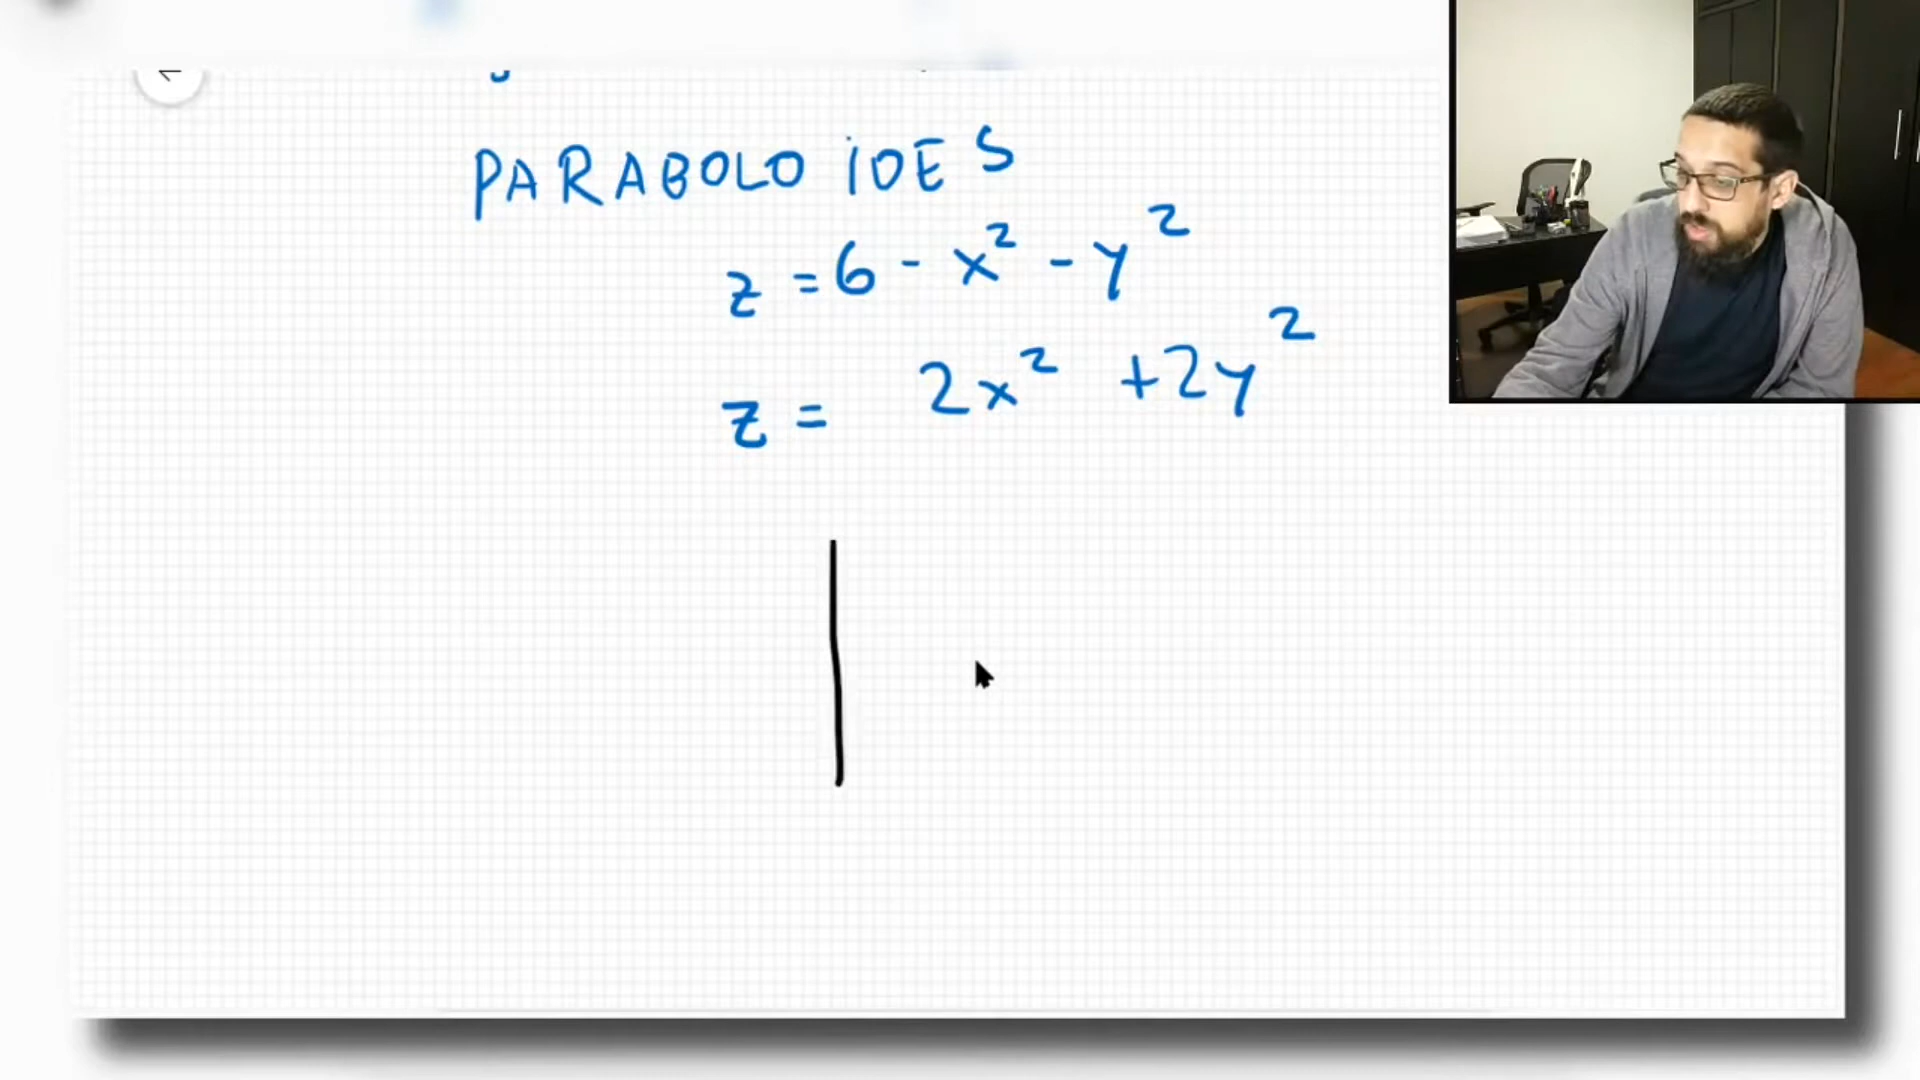 PARABOLOIDES
z = 6 - x² - y²
z = 2x² + 2y²